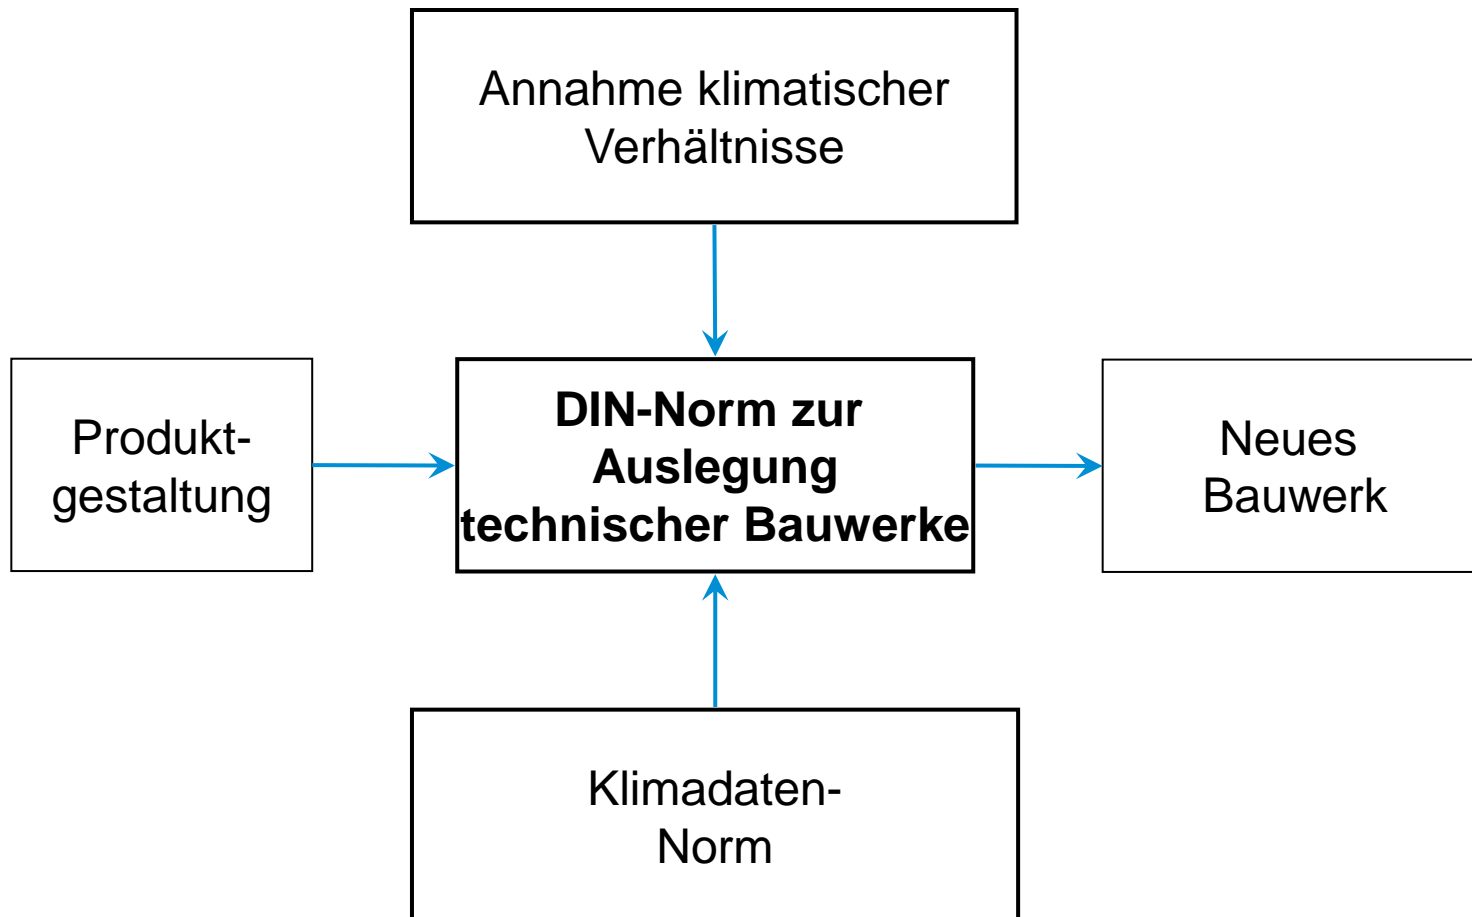 Annahme klimatischer
Verhältnisse
Produkt-
gestaltung
DIN-Norm zur
Auslegung
technischer Bauwerke
Neues
Bauwerk
Klimadaten-
Norm